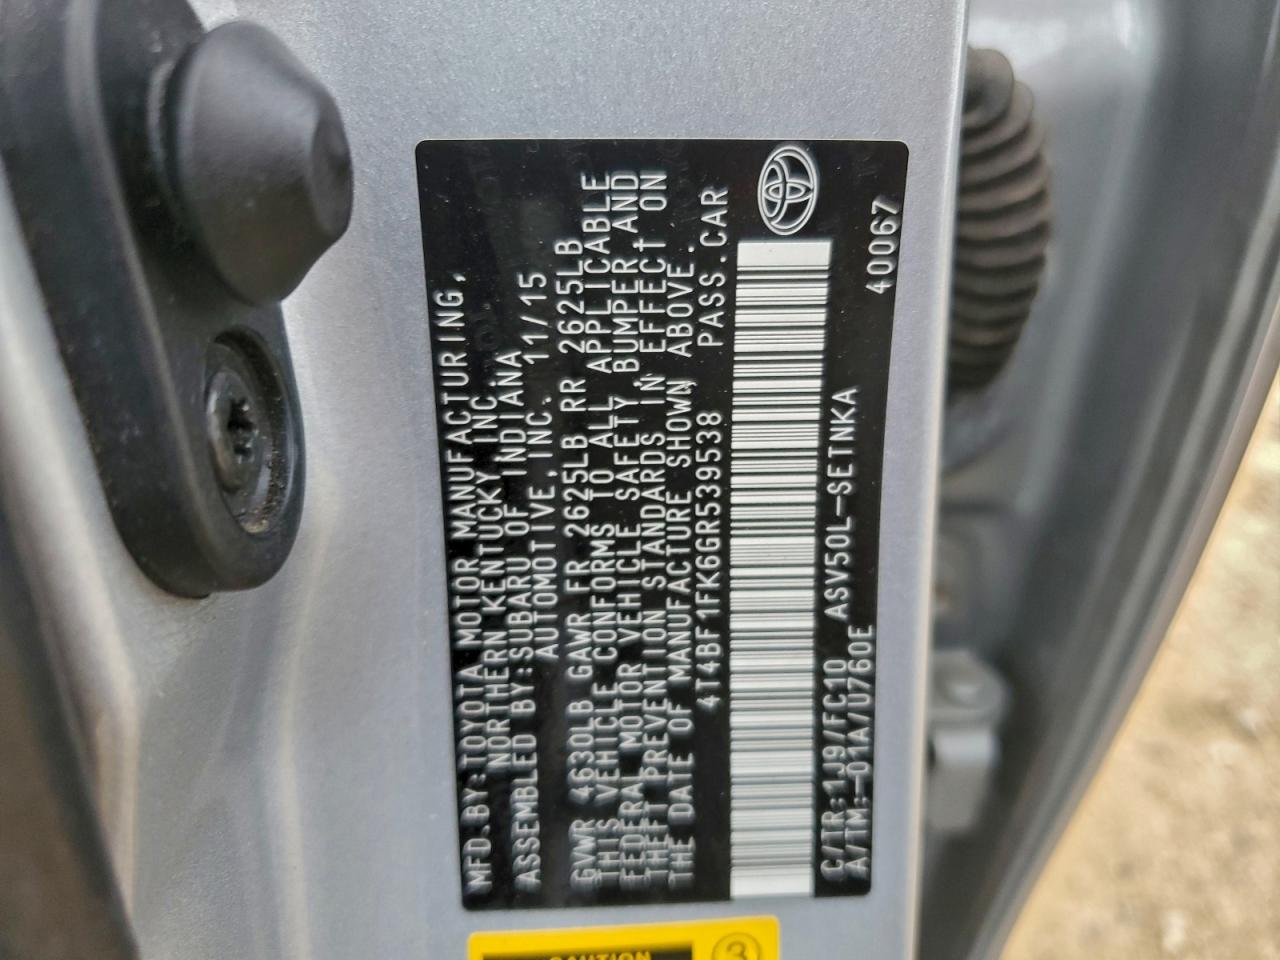 MFD.BY:TOYOTA MOTOR MANUFACTURING,
NORTHERN KENTUCKY,INC.
ASSEMBLED BY:SUBARU OF INDIANA
AUTOMOTIVE,INC. 11/15
GVWR 4630LB GAWR FR 2625LB RR 2625LB
THIS VEHICLE CONFORMS TO ALL APPLICABLE
FEDERAL MOTOR VEHICLE SAFETY, BUMPER,AND
THEFT PREVENTION STANDARDS IN EFFECT ON
THE DATE OF MANUFACTURE SHOWN ABOVE.
4T4BF1FK6GR539538 PASS.CAR
C/TR:1J9/FC10 ASV50L-SETNKA
A/TM:-01A/U760E 40067
CAUTION
3